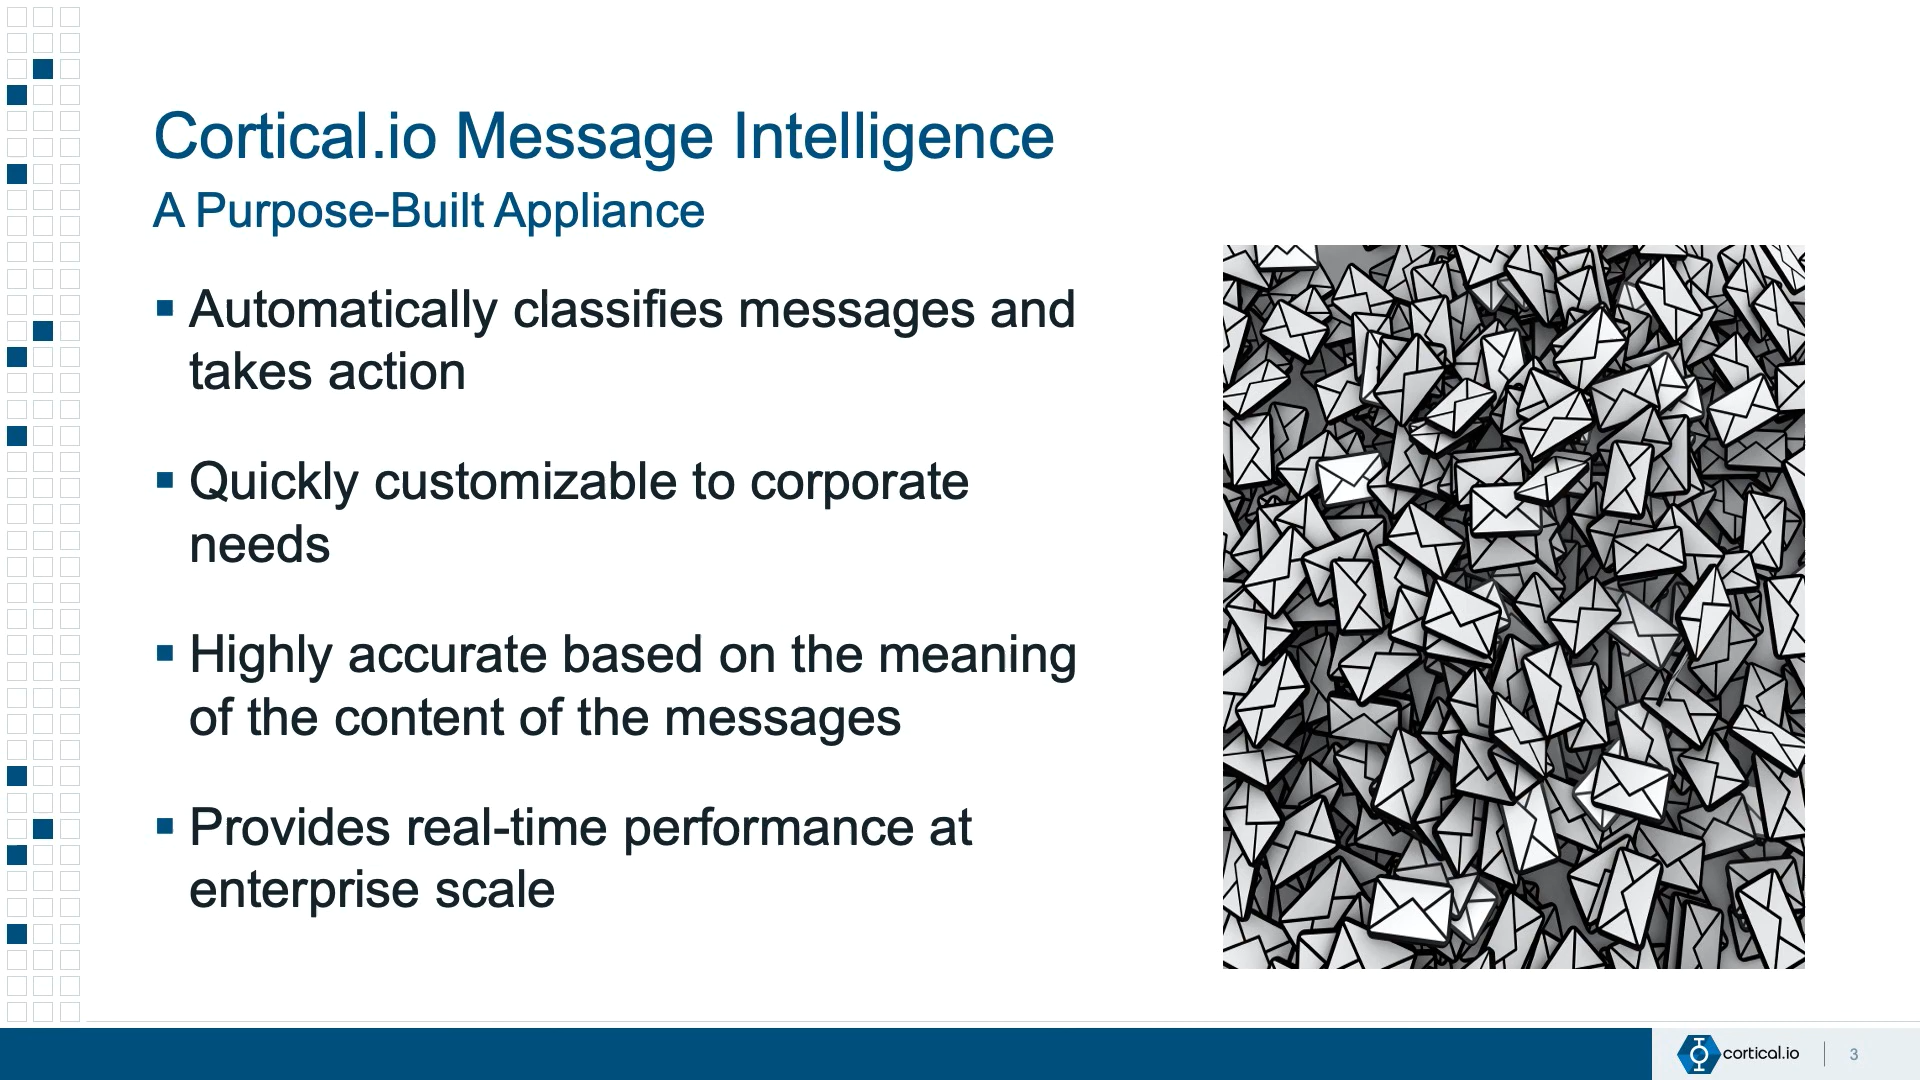 Cortical.io Message Intelligence
A Purpose-Built Appliance
▪ Automatically classifies messages and
takes action
▪ Quickly customizable to corporate
needs
▪ Highly accurate based on the meaning
of the content of the messages
▪ Provides real-time performance at
enterprise scale
cortical.io
3